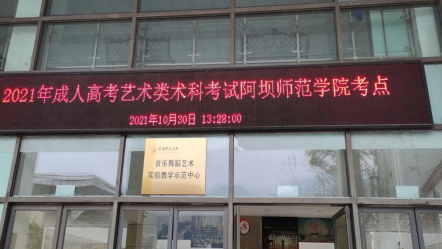 2021年成人高考艺术类术科考试阿坝师范学院考点
2021年10月30日 13:28:00
音乐舞蹈艺术
实验教学示范中心